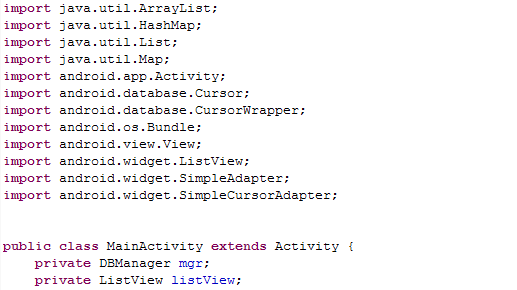 import java.util.ArrayList;
import java.util.HashMap;
import java.util.List;
import java.util.Map;
import android.app.Activity;
import android.database.Cursor;
import android.database.CursorWrapper;
import android.os.Bundle;
import android.view.View;
import android.widget.ListView;
import android.widget.SimpleAdapter;
import android.widget.SimpleCursorAdapter;
public class MainActivity extends Activity {
    private DBManager mgr;
    private ListView listView;